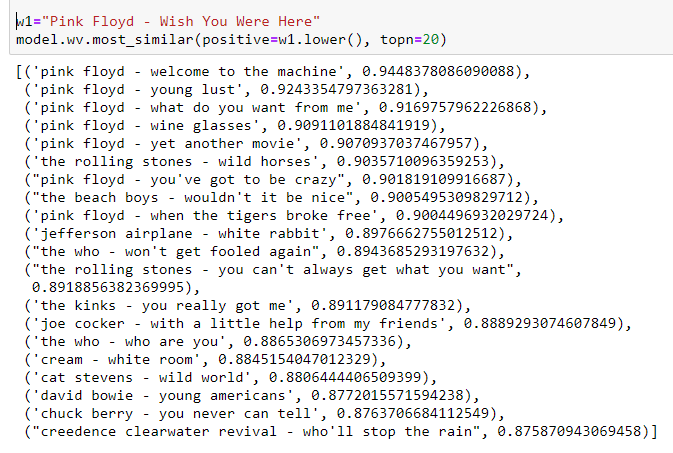 w1="Pink Floyd - Wish You Were Here"
model.wv.most_similar(positive=w1.lower(), topn=20)
[('pink floyd - welcome to the machine', 0.9448378086090088),
('pink floyd - young lust', 0.9243354797363281),
('pink floyd - what do you want from me', 0.9169757962226868),
('pink floyd - wine glasses', 0.9091101884841919),
('pink floyd - yet another movie', 0.9070937037467957),
('the rolling stones - wild horses', 0.9035710096359253),
("pink floyd - you've got to be crazy", 0.901819109916687),
("the beach boys - wouldn't it be nice", 0.9005495309829712),
('pink floyd - when the tigers broke free', 0.9004496932029724),
('jefferson airplane - white rabbit', 0.8976662755012512),
("the who - won't get fooled again", 0.8943685293197632),
("the rolling stones - you can't always get what you want",
0.8918856382369995),
('the kinks - you really got me', 0.891179084777832),
('joe cocker - with a little help from my friends', 0.8889293074607849),
('the who - who are you', 0.8865306973457336),
('cream - white room', 0.8845154047012329),
('cat stevens - wild world', 0.8806444406509399),
('david bowie - young americans', 0.8772015571594238),
('chuck berry - you never can tell', 0.8763706684112549),
("creedence clearwater revival - who'll stop the rain", 0.875870943069458)]